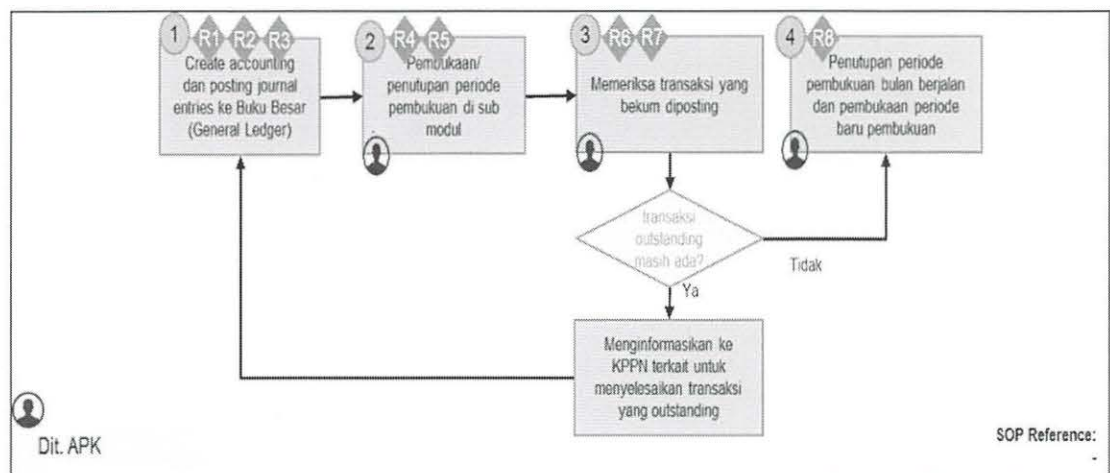 1 R1 R2 R3
Create accounting
dan posting journal
entries ke Buku Besar
(General Ledger)
2 R4 R5
Pembukaan/
penutupan periode
pembukuan di sub
modul
3 R6 R7
Memeriksa transaksi yang
bekum diposting
4 R8
Penutupan periode
pembukuan bulan berjalan
dan pembukaan periode
baru pembukuan
transaksi
outstanding
masih ada?
Tidak
Ya
Menginformasikan ke
KPPN terkait untuk
menyelesaikan transaksi
yang outstanding
Dit. APK
SOP Reference:
-